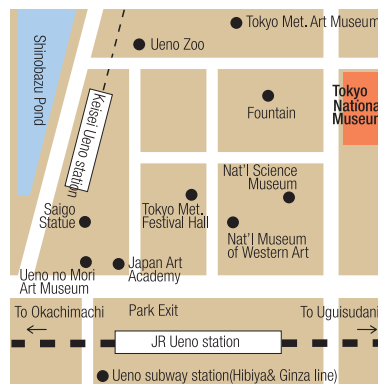 Tokyo Met. Art Museum
Ueno Zoo
Shinobazu Pond
Keisei Ueno station
Fountain
Tokyo
National
Museum
Nat'l Science
Museum
Saigo
Statue
Tokyo Met.
Festival Hall
Nat'l Museum
of Western Art
Ueno no Mori
Art Museum
Japan Art
Academy
To Okachimachi
Park Exit
To Uguisudani
JR Ueno station
Ueno subway station(Hibiya& Ginza line)